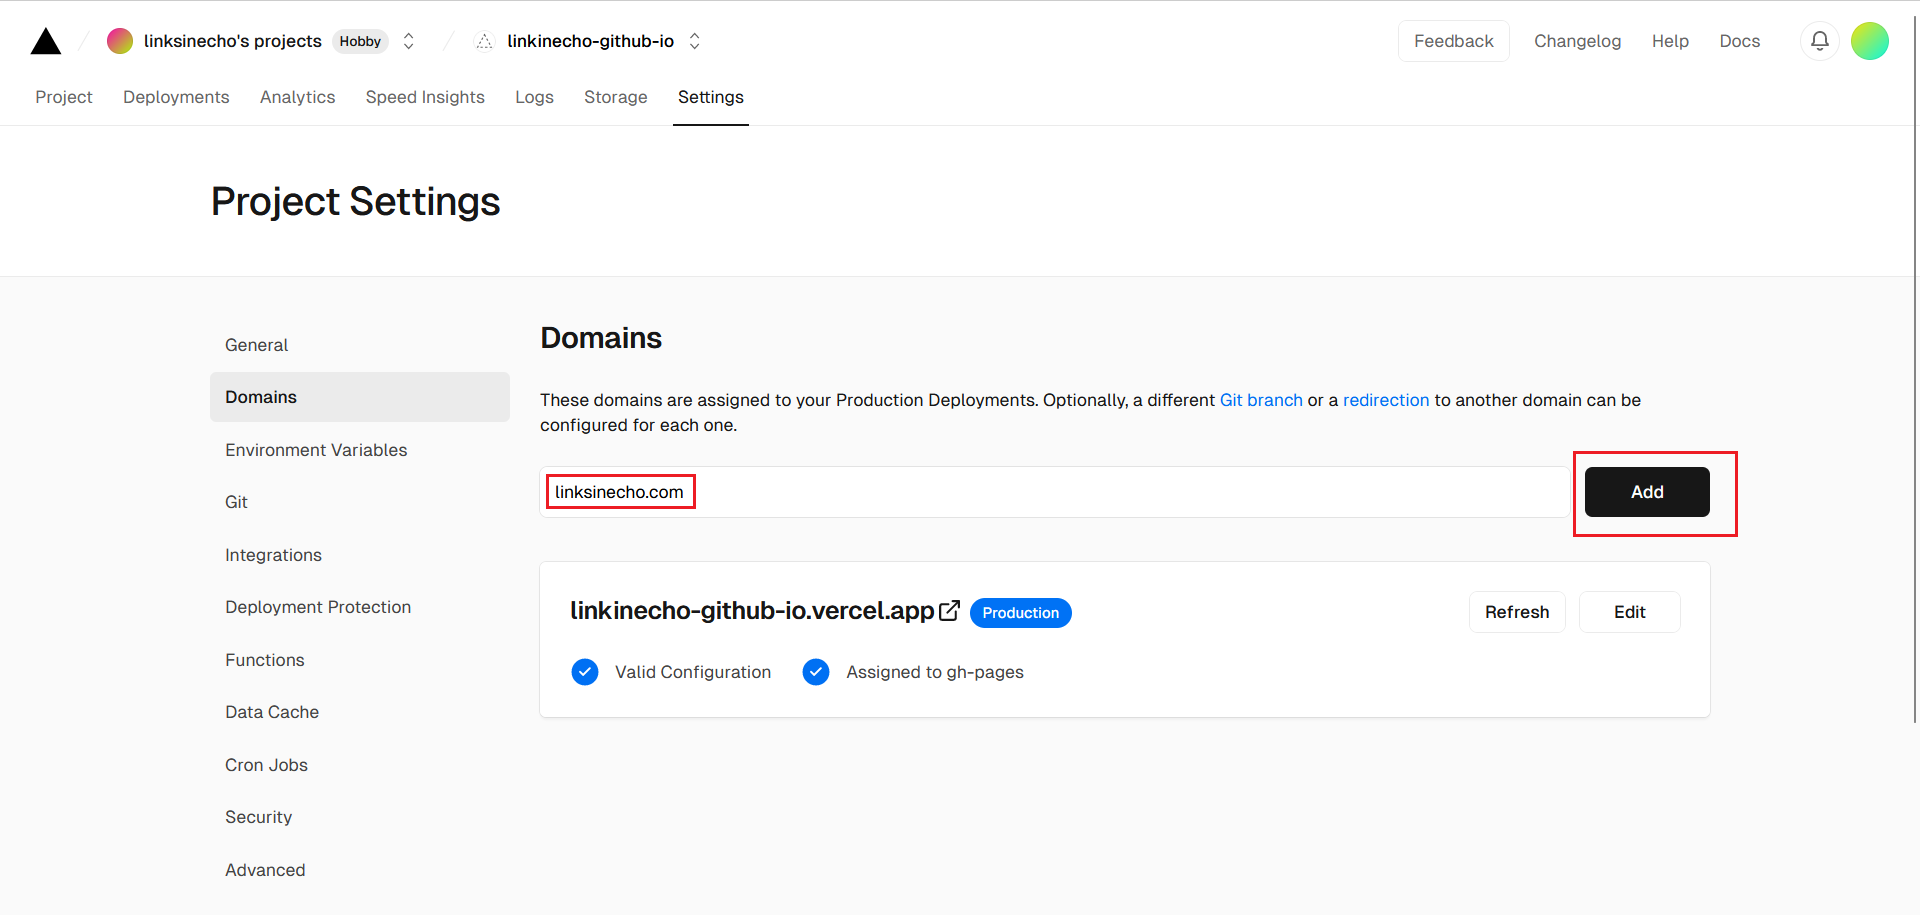 linksinecho's projects Hobby linkinecho-github-io Feedback Changelog Help Docs
Project Deployments Analytics Speed Insights Logs Storage Settings
Project Settings
General
Domains
Environment Variables
Git
Integrations
Deployment Protection
Functions
Data Cache
Cron Jobs
Security
Advanced
Domains
These domains are assigned to your Production Deployments. Optionally, a different Git branch or a redirection to another domain can be
configured for each one.
linksinecho.com Add
linkinecho-github-io.vercel.app Production Refresh Edit
Valid Configuration Assigned to gh-pages